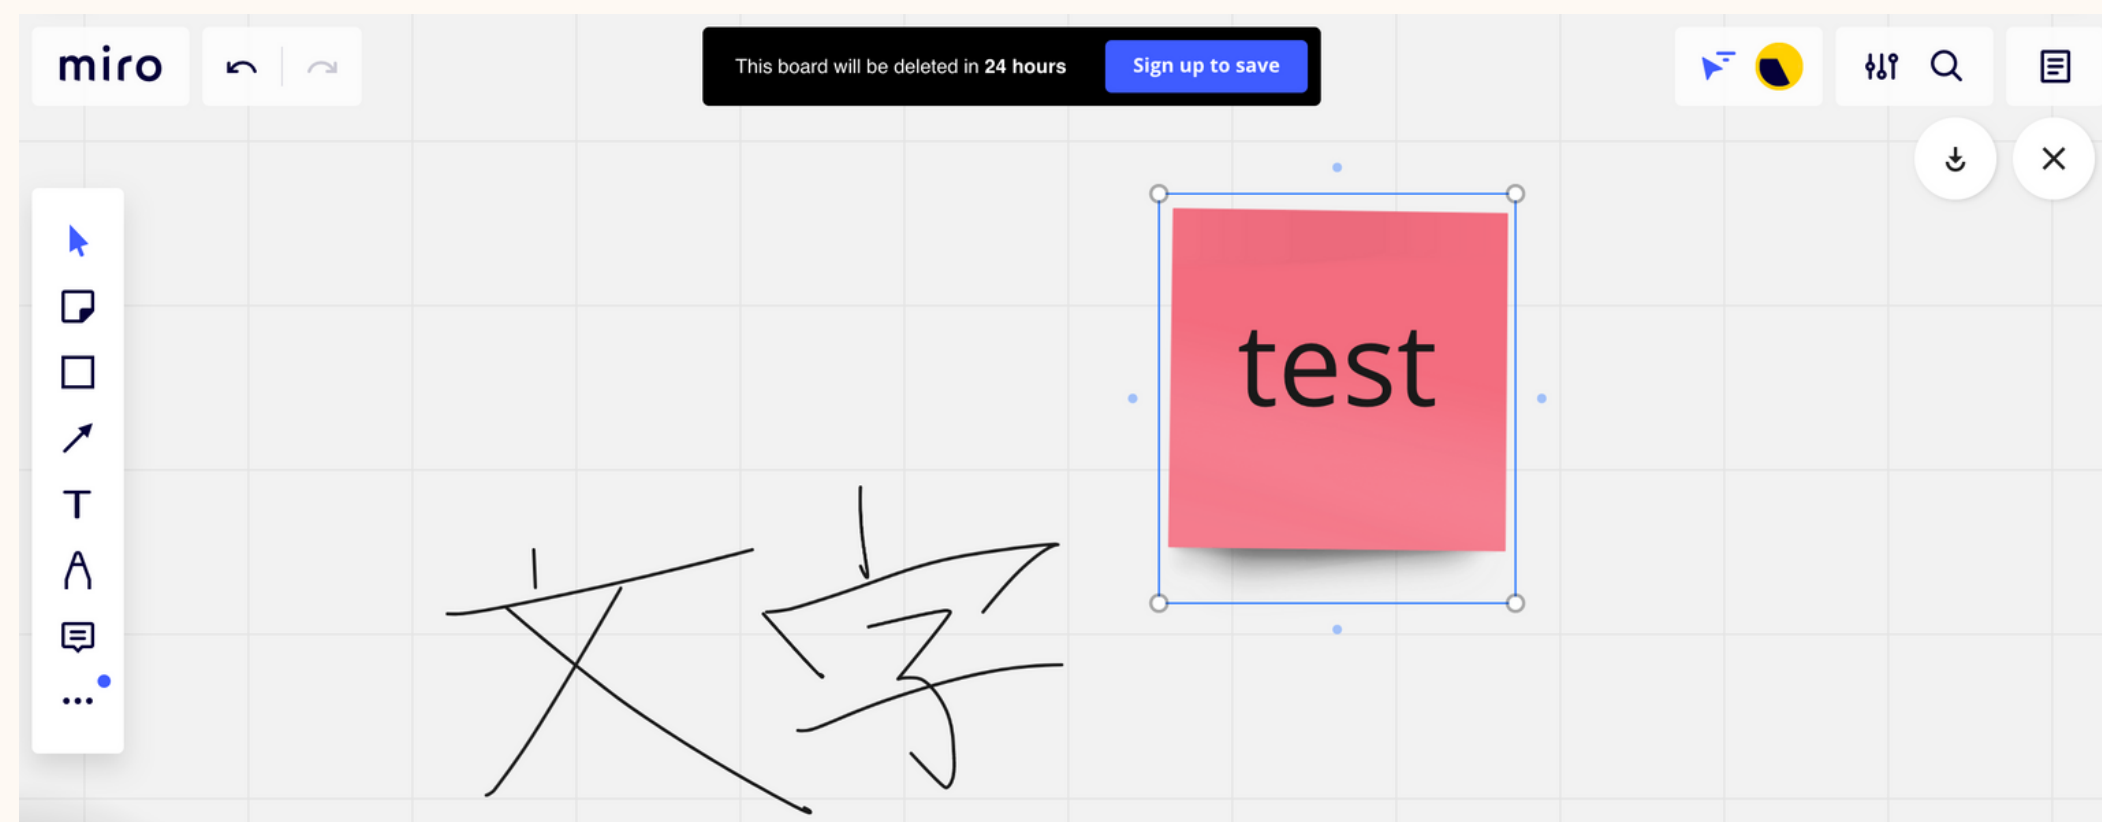 miro
This board will be deleted in 24 hours
Sign up to save
test
文字